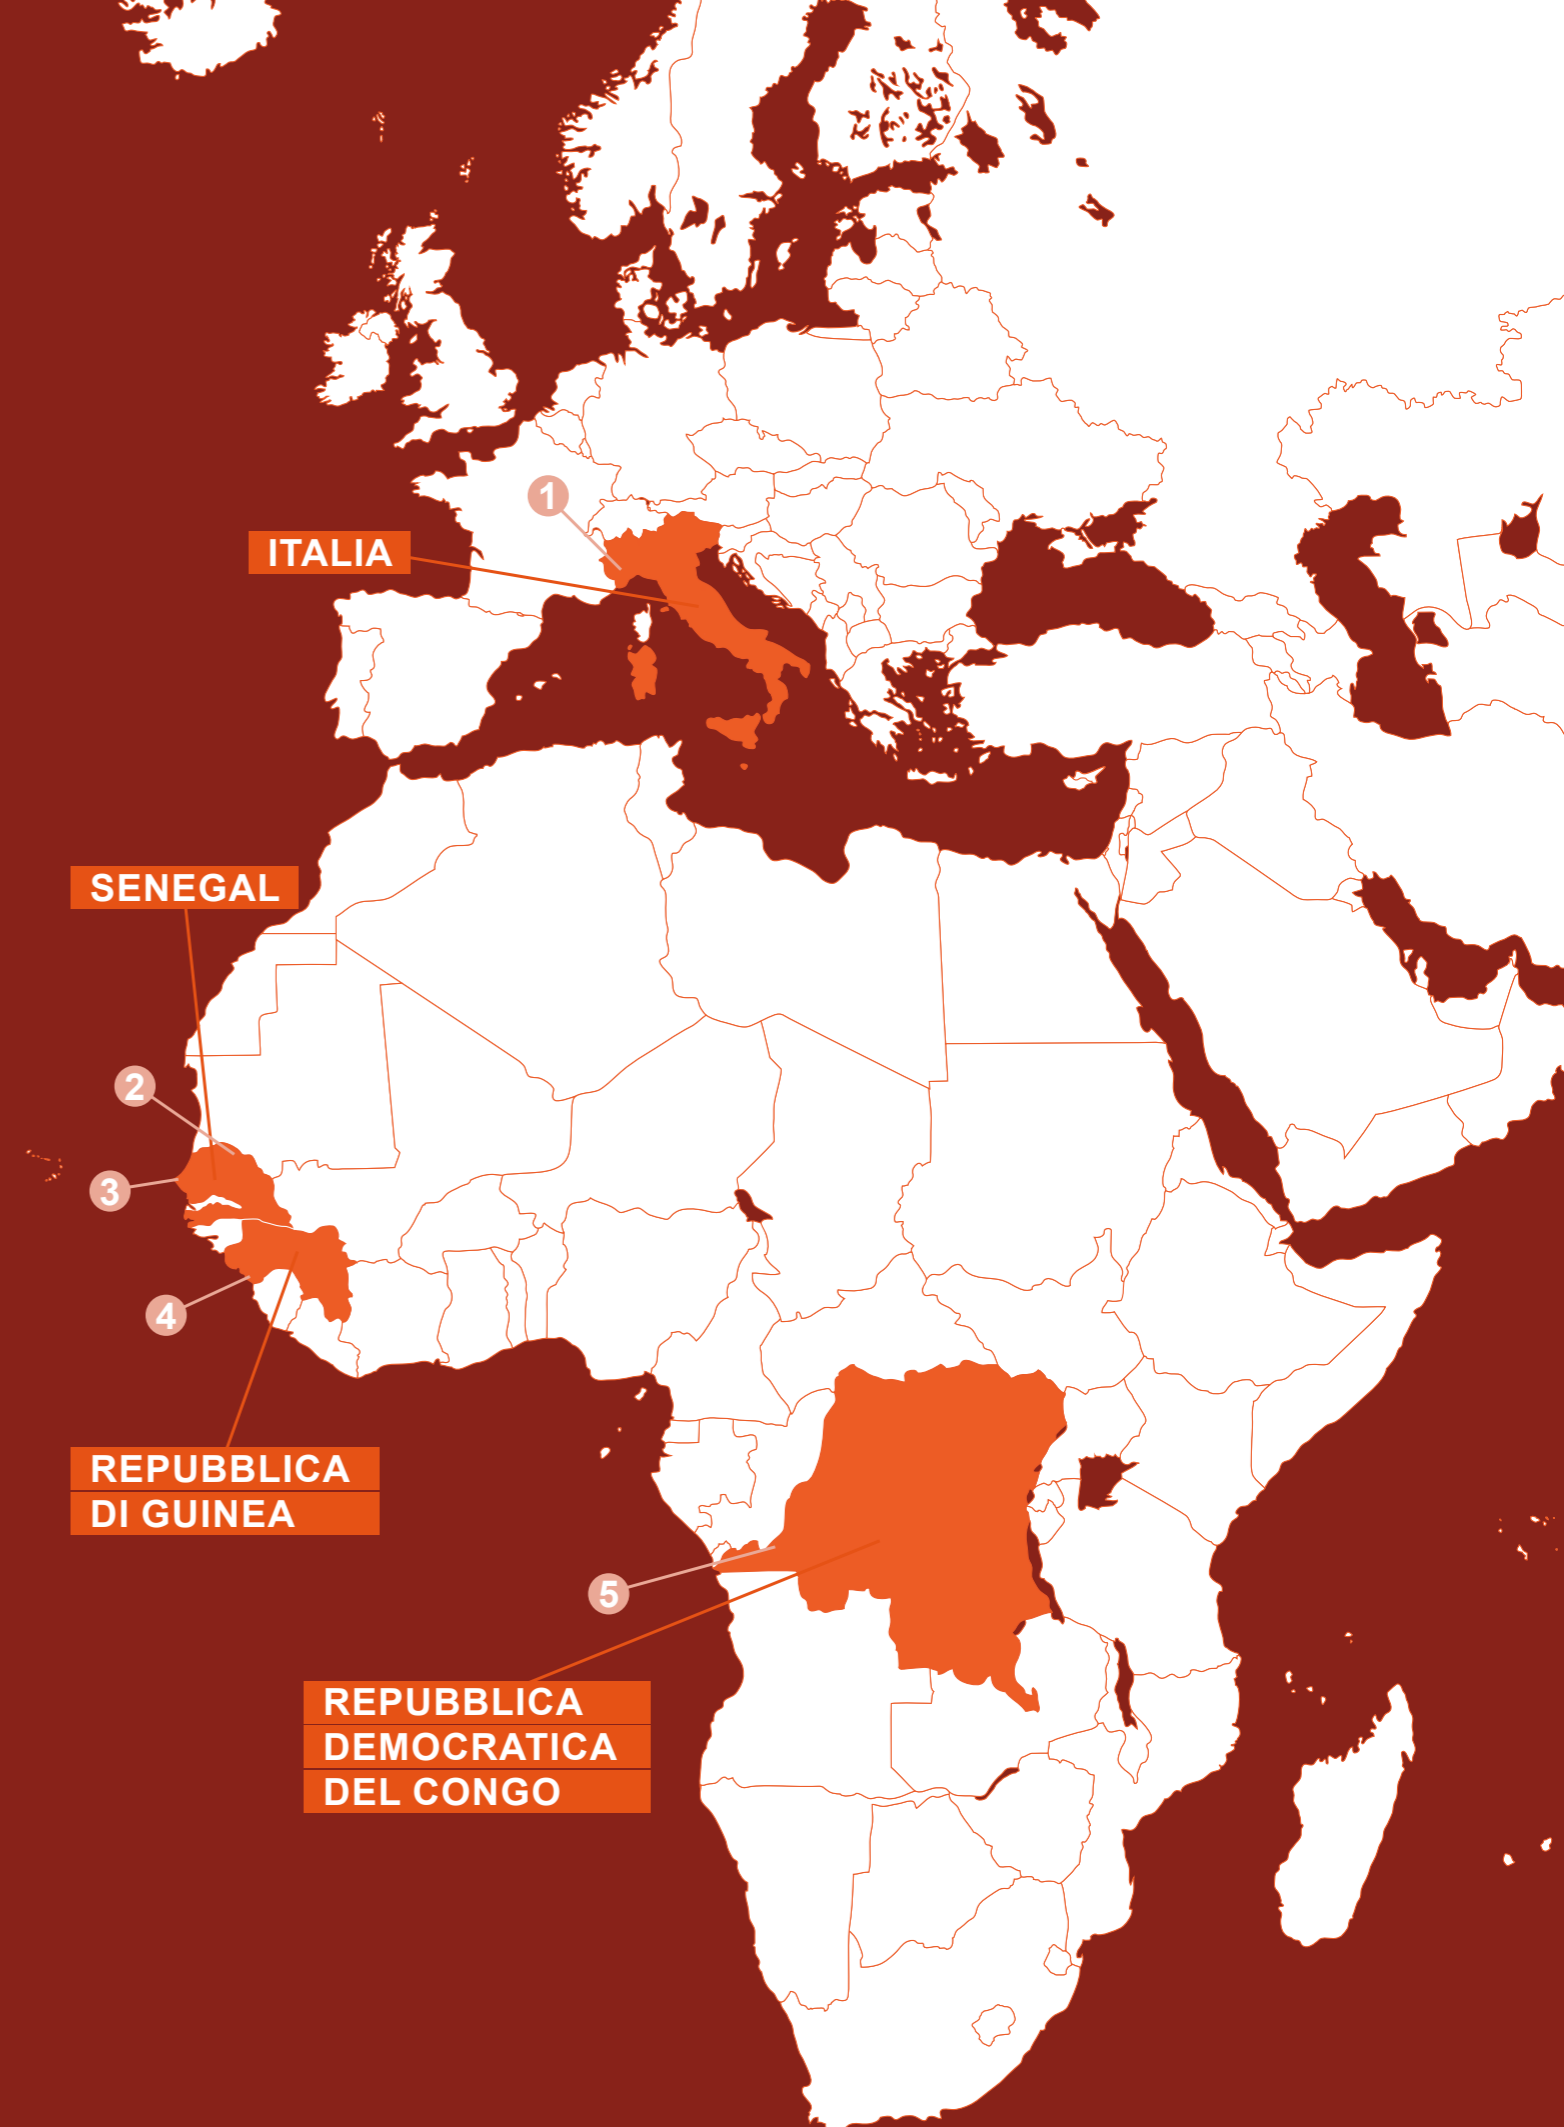 1
ITALIA
SENEGAL
2
3
4
REPUBBLICA
DI GUINEA
5
REPUBBLICA
DEMOCRATICA
DEL CONGO